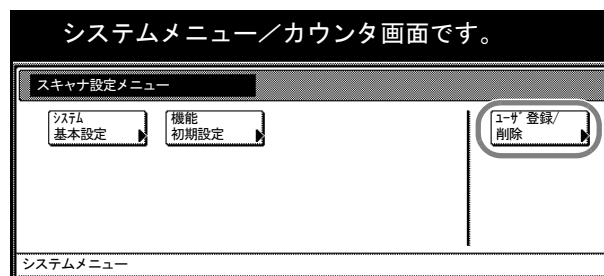 システムメニュー／カウンタ画面です。
スキャナ設定メニュー
ｼｽﾃﾑ
基本設定
機能
初期設定
ﾕｰｻﾞ登録/
削除
システムメニュー